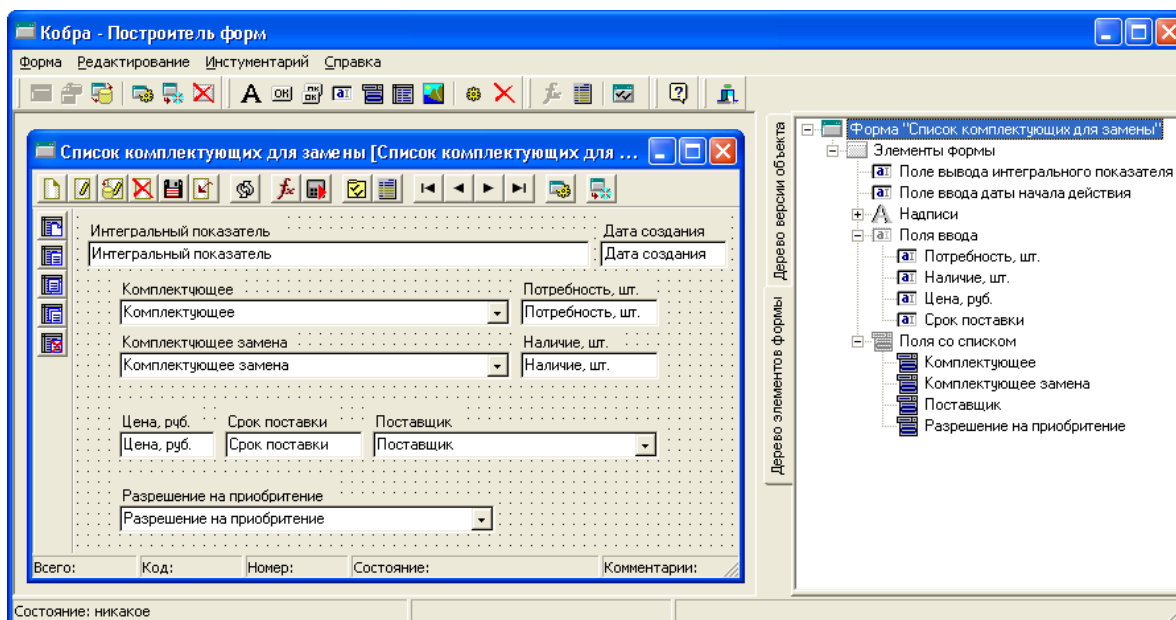 Кобра - Построитель форм
Форма Редактирование Инстументарий Справка
Список комплектующих для замены [Список комплектующих для ...
Интегральный показатель Дата создания
Интегральный показатель Дата создания
Комплектующее Потребность, шт.
Комплектующее Потребность, шт.
Комплектующее замена Наличие, шт.
Комплектующее замена Наличие, шт.
Цена, руб. Срок поставки Поставщик
Цена, руб. Срок поставки Поставщик
Разрешение на приобритение
Разрешение на приобритение
Всего: Код: Номер: Состояние: Комментарии:
Состояние: никакое
Дерево версии объекта
Дерево элементов формы
Форма "Список комплектующих для замены"
Элементы формы
Поле вывода интегрального показателя
Поле ввода даты начала действия
Надписи
Поля ввода
Потребность, шт.
Наличие, шт.
Цена, руб.
Срок поставки
Поля со списком
Комплектующее
Комплектующее замена
Поставщик
Разрешение на приобритение